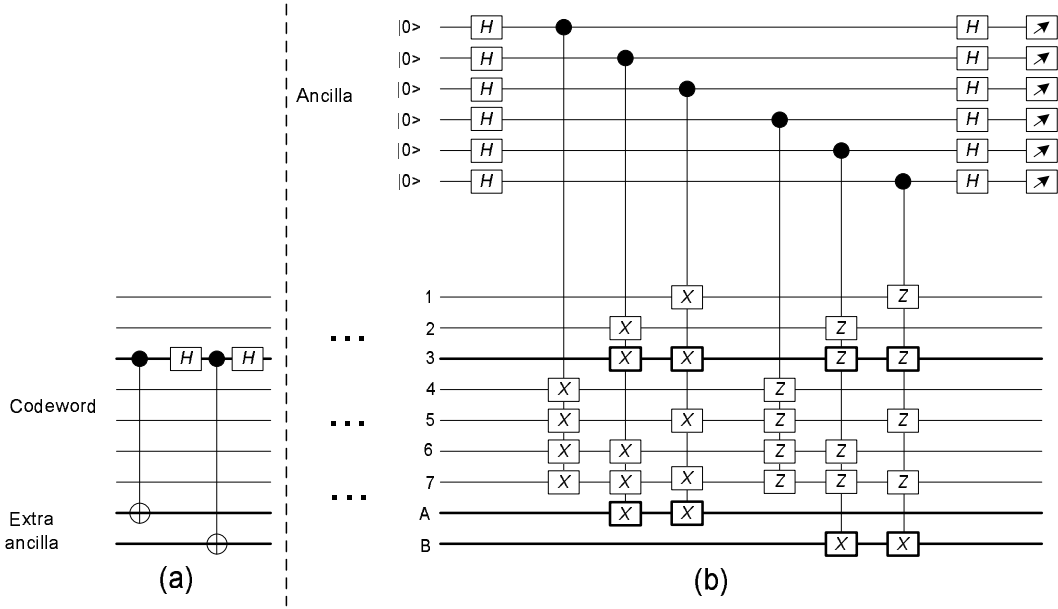 |0> H H
|0> H H
Ancilla |0> H H
|0> H H
|0> H H
|0> H H
1 X Z
2 X Z
...
H H 3 X X Z Z
4 X Z
Codeword ... 5 X X Z Z
6 X X Z Z
... 7 X X X Z Z Z
Extra A X X
ancilla B X X
(a) (b)